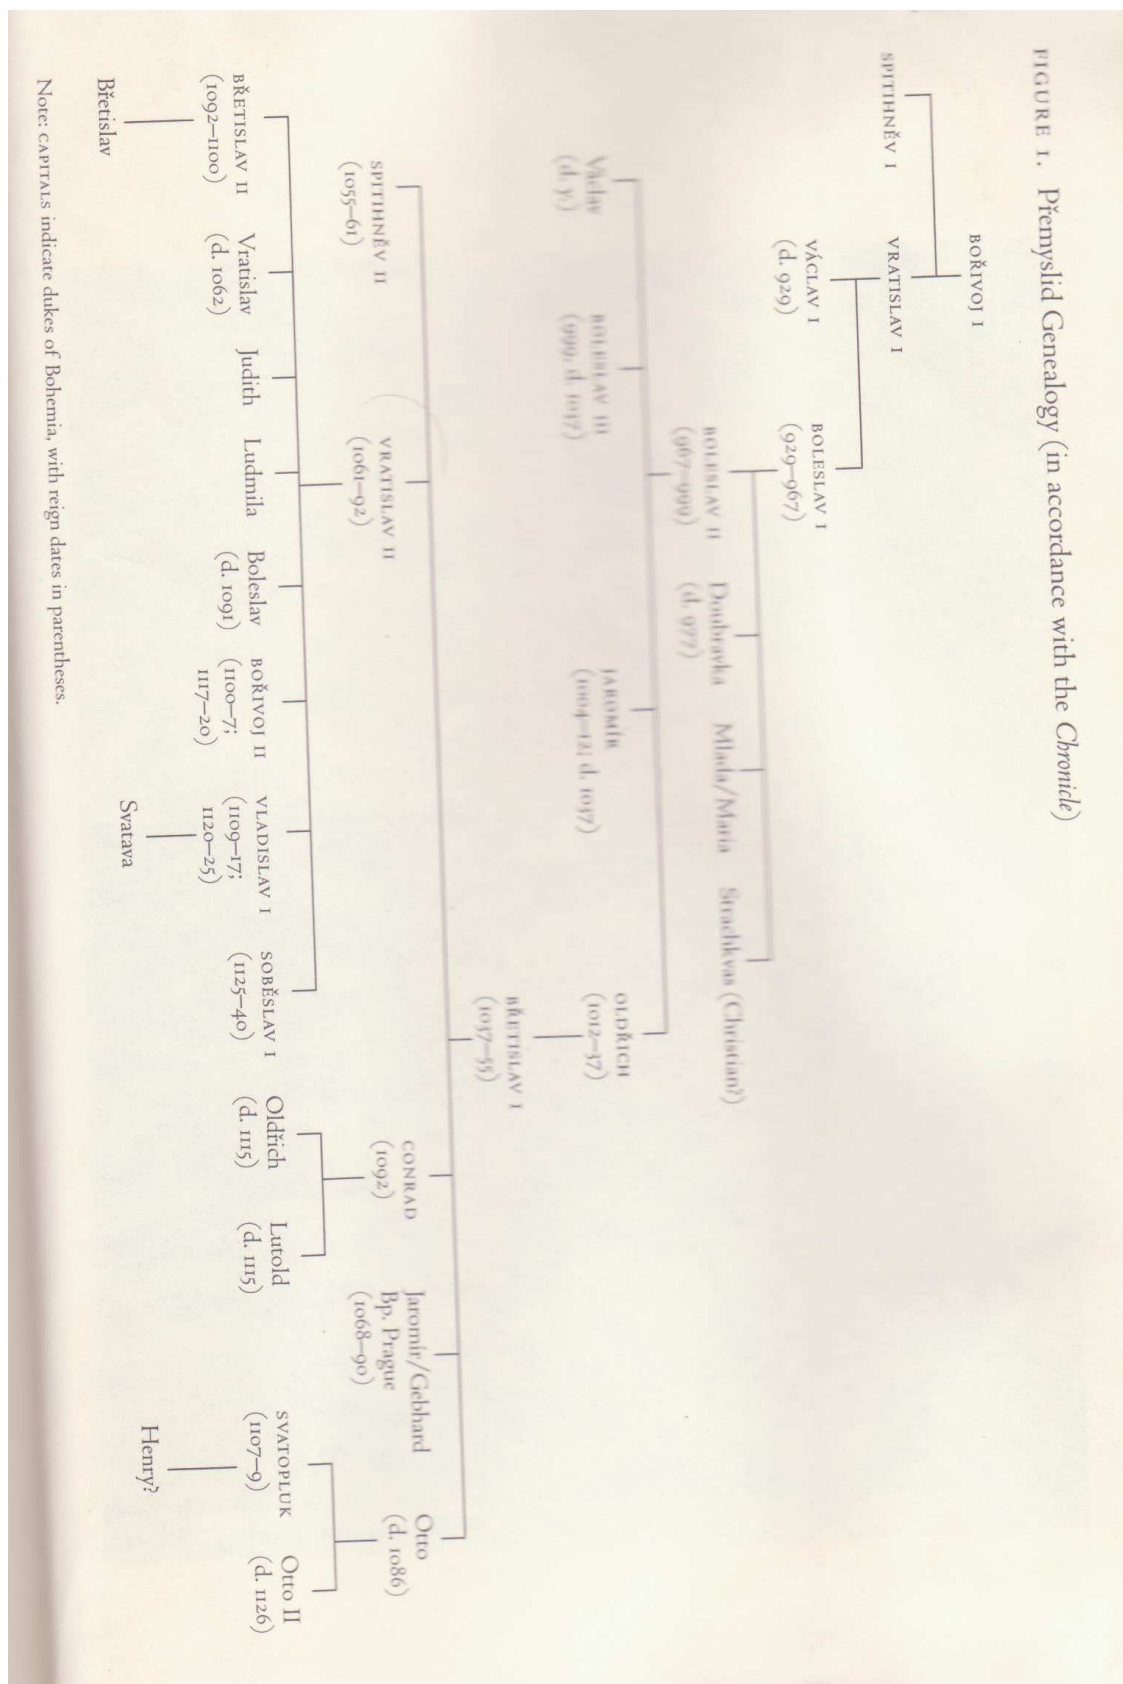 FIGURE 1. Přemyslid Genealogy (in accordance with the Chronicle)
BOŘIVOJ I
SPITIHNĚV I
VRATISLAV I
VÁCLAV I
(d. 929)
BOLESLAV I
(929–967)
BOLESLAV II
(967–999)
Doubravka
(d. 977)
Mlada/Maria
Strachkvas (Christian?)
Václav
BOLESLAV III
(999, d. 1037)
JAROMÍR
(1004–12; d. 1037)
OLDŘICH
(1012–37)
BŘETISLAV I
(1037–55)
SPITIHNĚV II
(1055–61)
VRATISLAV II
(1061–92)
CONRAD
(1092)
Jaromír/Gebhard
Bp. Prague
(1068–90)
Otto
(d. 1086)
BŘETISLAV II
(1092–1100)
Vratislav
(d. 1062)
Judith
Ludmila
Boleslav
(d. 1091)
BOŘIVOJ II
(1100–7;
1117–20)
VLADISLAV I
(1109–17;
1120–25)
SOBĚSLAV I
(1125–40)
Oldřich
(d. 1115)
Lutold
(d. 1115)
SVATOPLUK
(1107–9)
Otto II
(d. 1126)
Břetislav
Svatava
Henry?
Note: CAPITALS indicate dukes of Bohemia, with reign dates in parentheses.